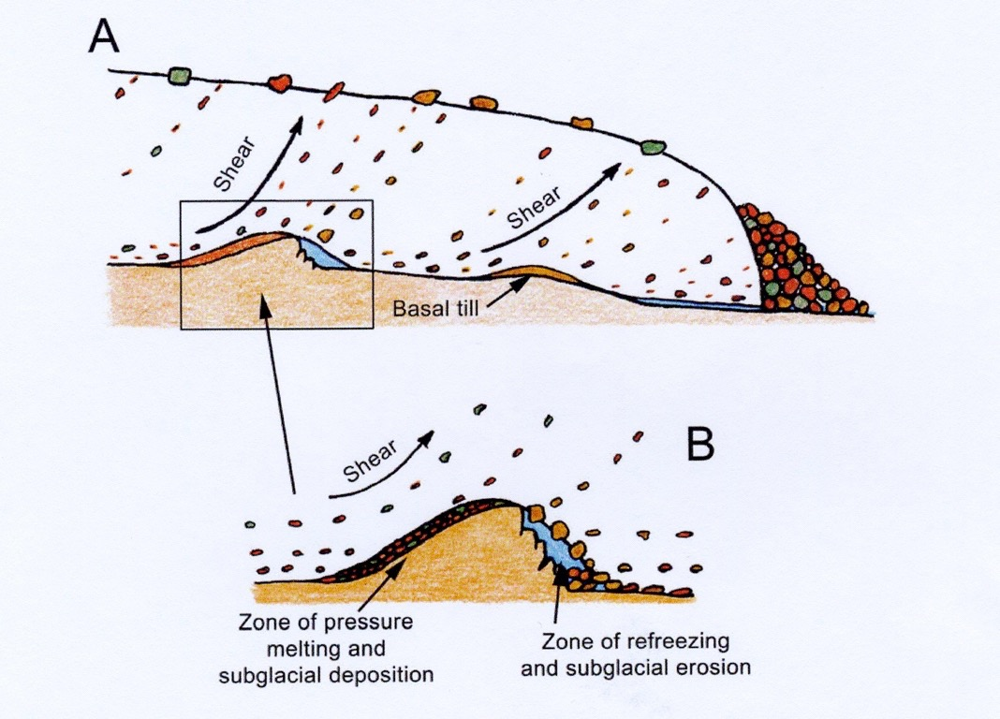 A
Shear
Shear
Basal till
B
Shear
Zone of pressure
melting and
subglacial deposition
Zone of refreezing
and subglacial erosion